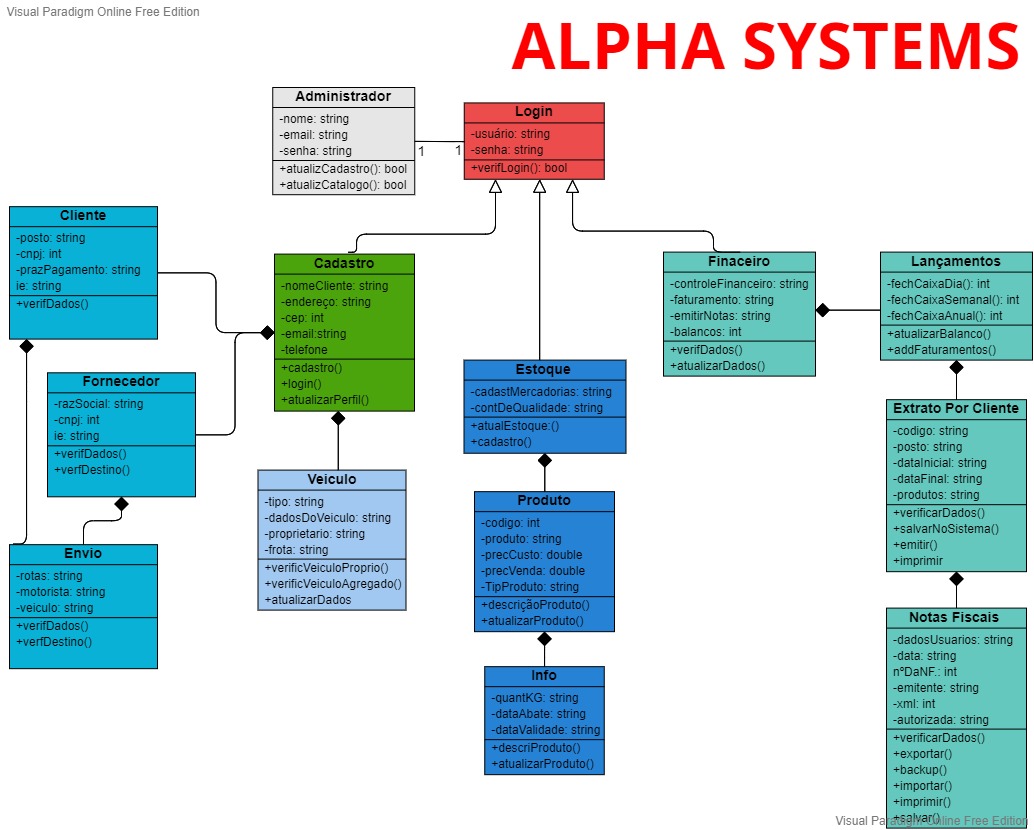 Visual Paradigm Online Free Edition
ALPHA SYSTEMS
Administrador
-nome: string
-email: string
-senha: string
+atualizCadastro(): bool
+atualizCatalogo(): bool
1
1
Login
-usuário: string
-senha: string
+verifLogin(): bool
Cliente
-posto: string
-cnpj: int
-prazPagamento: string
ie: string
+verifDados()
Cadastro
-nomeCliente: string
-endereço: string
-cep: int
-email:string
-telefone
+cadastro()
+login()
+atualizarPerfil()
Finaceiro
-controleFinanceiro: string
-faturamento: string
-emitirNotas: string
-balancos: int
+verifDados()
+atualizarDados()
Lançamentos
-fechCaixaDia(): int
-fechCaixaSemanal(): int
-fechCaixaAnual(): int
+atualizarBalanco()
+addFaturamentos()
Fornecedor
-razSocial: string
-cnpj: int
ie: string
+verifDados()
+verfDestino()
Estoque
-cadastMercadorias: string
-contDeQualidade: string
+atualEstoque:()
+cadastro()
Extrato Por Cliente
-codigo: string
-posto: string
-dataInicial: string
-dataFinal: string
-produtos: string
+verificarDados()
+salvarNoSistema()
+emitir()
+imprimir
Veiculo
-tipo: string
-dadosDoVeiculo: string
-proprietario: string
-frota: string
+verificVeiculoProprio()
+verificVeiculoAgregado()
+atualizarDados
Produto
-codigo: int
-produto: string
-precCusto: double
-precVenda: double
-TipProduto: string
+descriçãoProduto()
+atualizarProduto()
Envio
-rotas: string
-motorista: string
-veiculo: string
+verifDados()
+verfDestino()
Info
-quantKG: string
-dataAbate: string
-dataValidade: string
+descriProduto()
+atualizarProduto()
Notas Fiscais
-dadosUsuarios: string
-data: string
nºDaNF.: int
-emitente: string
-xml: int
-autorizada: string
+verificarDados()
+exportar()
+backup()
+importar()
+imprimir()
+salvar()
Visual Paradigm Online Free Edition